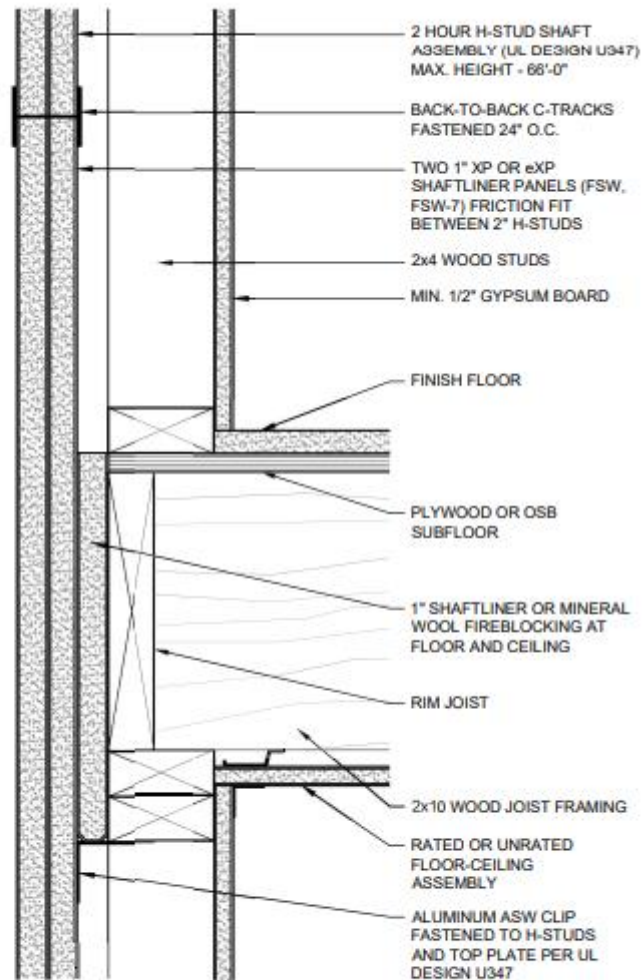 2 HOUR H-STUD SHAFT
ASSEMBLY (UL DESIGN U347)
MAX. HEIGHT - 66'-0"
BACK-TO-BACK C-TRACKS
FASTENED 24" O.C.
TWO 1" XP OR eXP
SHAFTLINER PANELS (FSW,
FSW-7) FRICTION FIT
BETWEEN 2" H-STUDS
2x4 WOOD STUDS
MIN. 1/2" GYPSUM BOARD
FINISH FLOOR
PLYWOOD OR OSB
SUBFLOOR
1" SHAFTLINER OR MINERAL
WOOL FIREBLOCKING AT
FLOOR AND CEILING
RIM JOIST
2x10 WOOD JOIST FRAMING
RATED OR UNRATED
FLOOR-CEILING
ASSEMBLY
ALUMINUM ASW CLIP
FASTENED TO H-STUDS
AND TOP PLATE PER UL
DESIGN U347